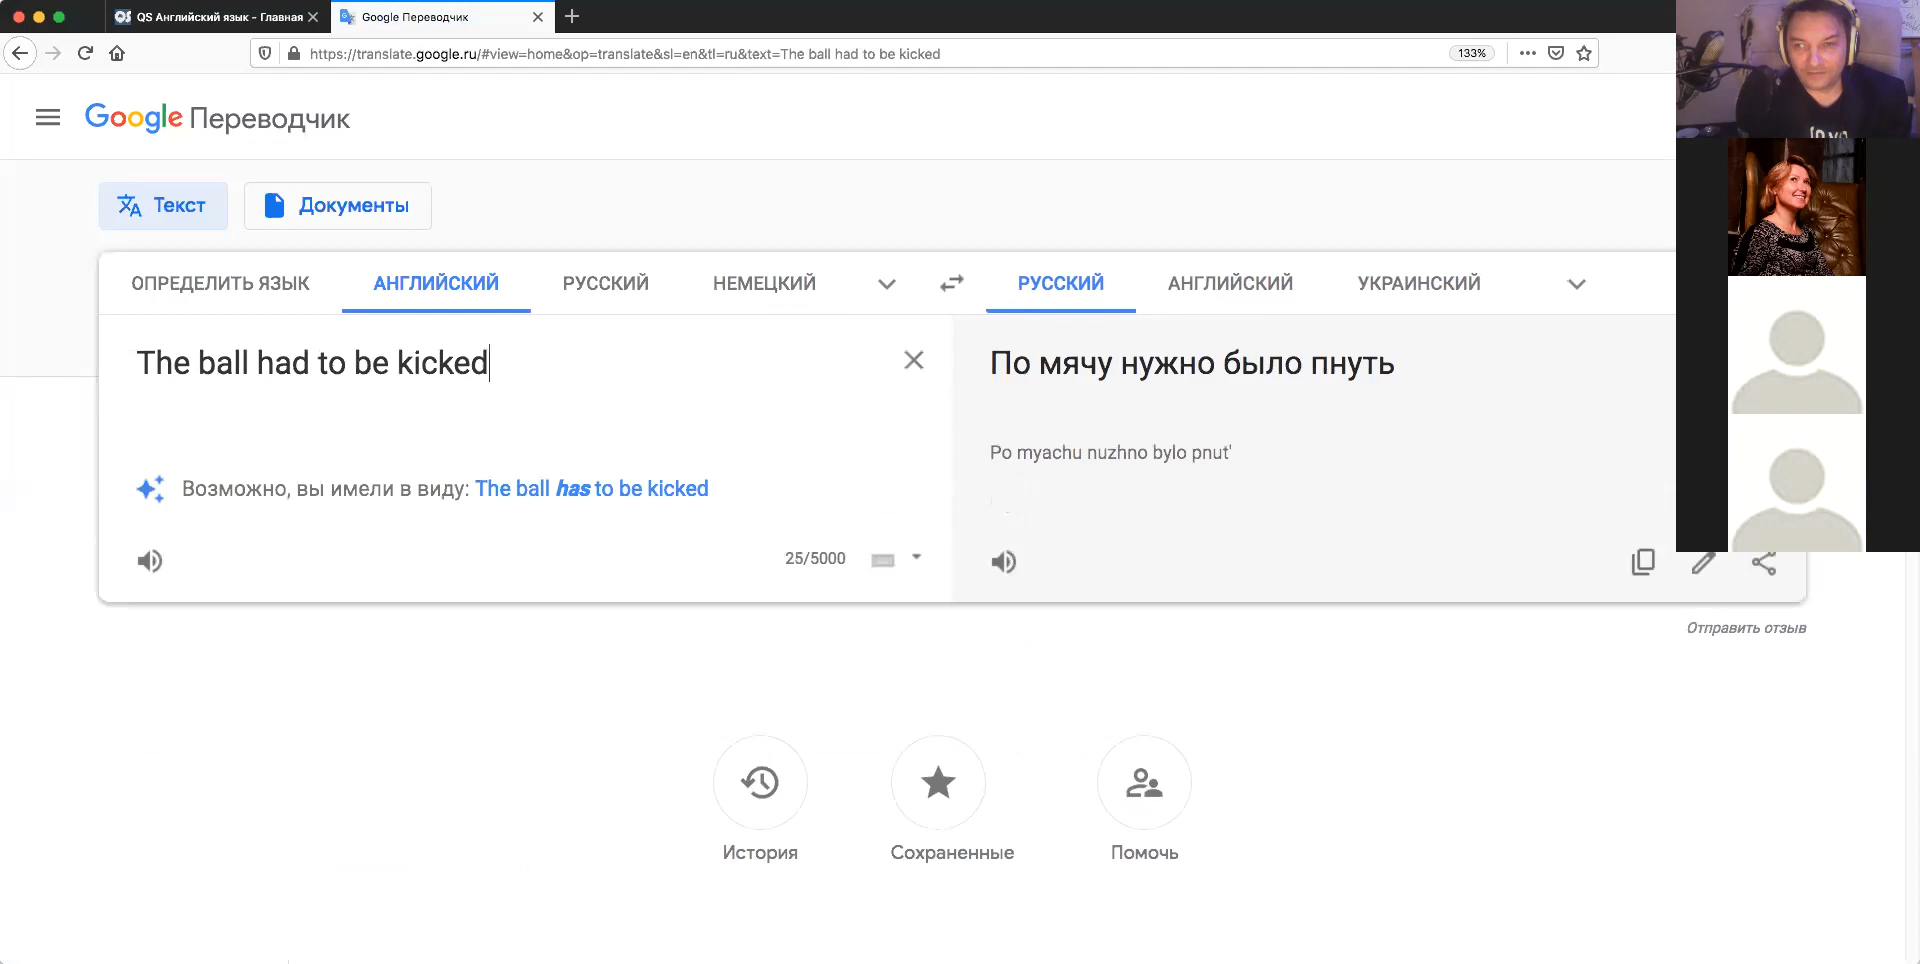 QS Английский язык - Главная
Google Переводчик
https://translate.google.ru/#view=home&op=translate&sl=en&tl=ru&text=The ball had to be kicked
133%
Google Переводчик
Текст
Документы
ОПРЕДЕЛИТЬ ЯЗЫК
АНГЛИЙСКИЙ
РУССКИЙ
НЕМЕЦКИЙ
РУССКИЙ
АНГЛИЙСКИЙ
УКРАИНСКИЙ
The ball had to be kicked
По мячу нужно было пнуть
Po myachu nuzhno bylo pnut'
Возможно, вы имели в виду: The ball has to be kicked
25/5000
Отправить отзыв
История
Сохраненные
Помочь